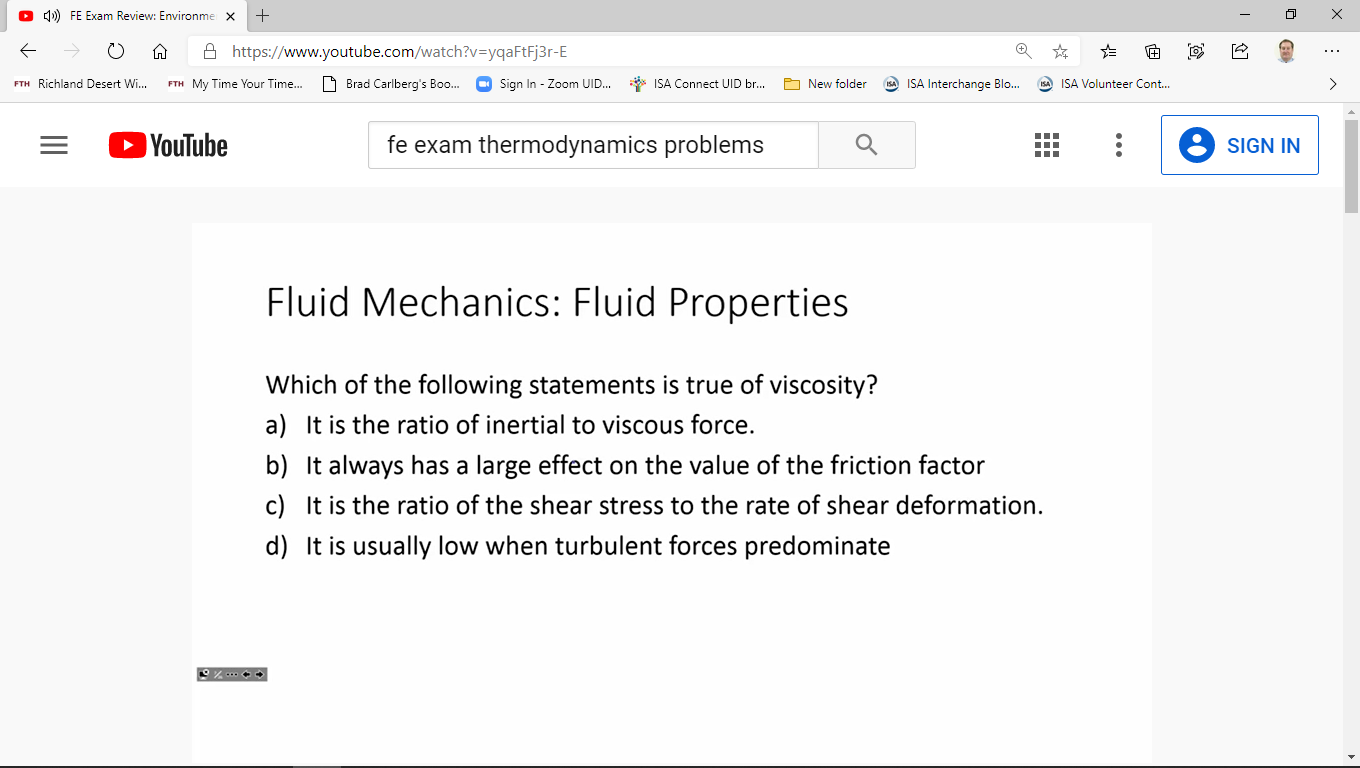 FE Exam Review: Environme
https://www.youtube.com/watch?v=yqaFtFj3r-E
FTH Richland Desert Wi... FTH My Time Your Time... Brad Carlberg's Boo... Sign In - Zoom UID... ISA Connect UID br... New folder ISA ISA Interchange Blo... ISA ISA Volunteer Cont...
YouTube fe exam thermodynamics problems SIGN IN
Fluid Mechanics: Fluid Properties
Which of the following statements is true of viscosity?
a) It is the ratio of inertial to viscous force.
b) It always has a large effect on the value of the friction factor
c) It is the ratio of the shear stress to the rate of shear deformation.
d) It is usually low when turbulent forces predominate